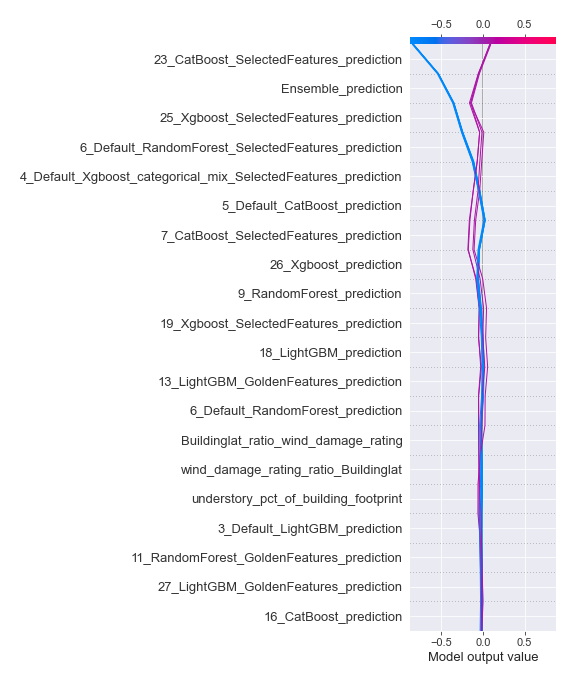 −0.5 0.0 0.5
23_CatBoost_SelectedFeatures_prediction
Ensemble_prediction
25_Xgboost_SelectedFeatures_prediction
6_Default_RandomForest_SelectedFeatures_prediction
4_Default_Xgboost_categorical_mix_SelectedFeatures_prediction
5_Default_CatBoost_prediction
7_CatBoost_SelectedFeatures_prediction
26_Xgboost_prediction
9_RandomForest_prediction
19_Xgboost_SelectedFeatures_prediction
18_LightGBM_prediction
13_LightGBM_GoldenFeatures_prediction
6_Default_RandomForest_prediction
Buildinglat_ratio_wind_damage_rating
wind_damage_rating_ratio_Buildinglat
understory_pct_of_building_footprint
3_Default_LightGBM_prediction
11_RandomForest_GoldenFeatures_prediction
27_LightGBM_GoldenFeatures_prediction
16_CatBoost_prediction
−0.5 0.0 0.5
Model output value